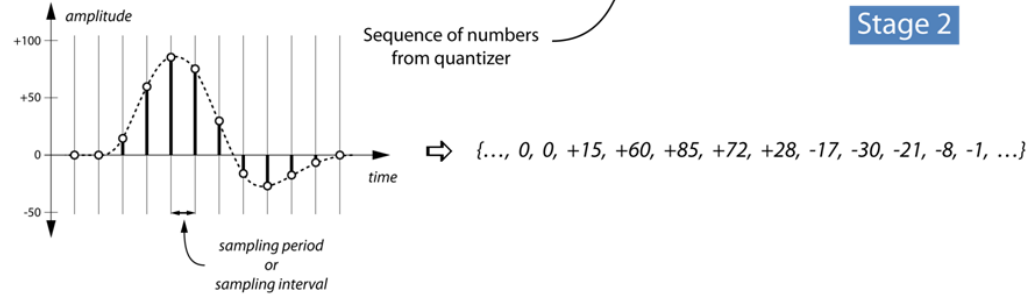 amplitude
+100
+50
0
-50
time
sampling period
or
sampling interval
Sequence of numbers
from quantizer
Stage 2
{..., 0, 0, +15, +60, +85, +72, +28, -17, -30, -21, -8, -1, ...}